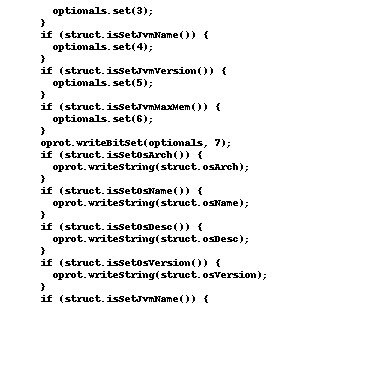 optionals.set(3);
}
if (struct.isSetJvmName()) {
optionals.set(4);
}
if (struct.isSetJvmVersion()) {
optionals.set(5);
}
if (struct.isSetJvmMaxMem()) {
optionals.set(6);
}
oprot.writeBitSet(optionals, 7);
if (struct.isSetOsArch()) {
oprot.writeString(struct.osArch);
}
if (struct.isSetOsName()) {
oprot.writeString(struct.osName);
}
if (struct.isSetOsDesc()) {
oprot.writeString(struct.osDesc);
}
if (struct.isSetOsVersion()) {
oprot.writeString(struct.osVersion);
}
if (struct.isSetJvmName()) {